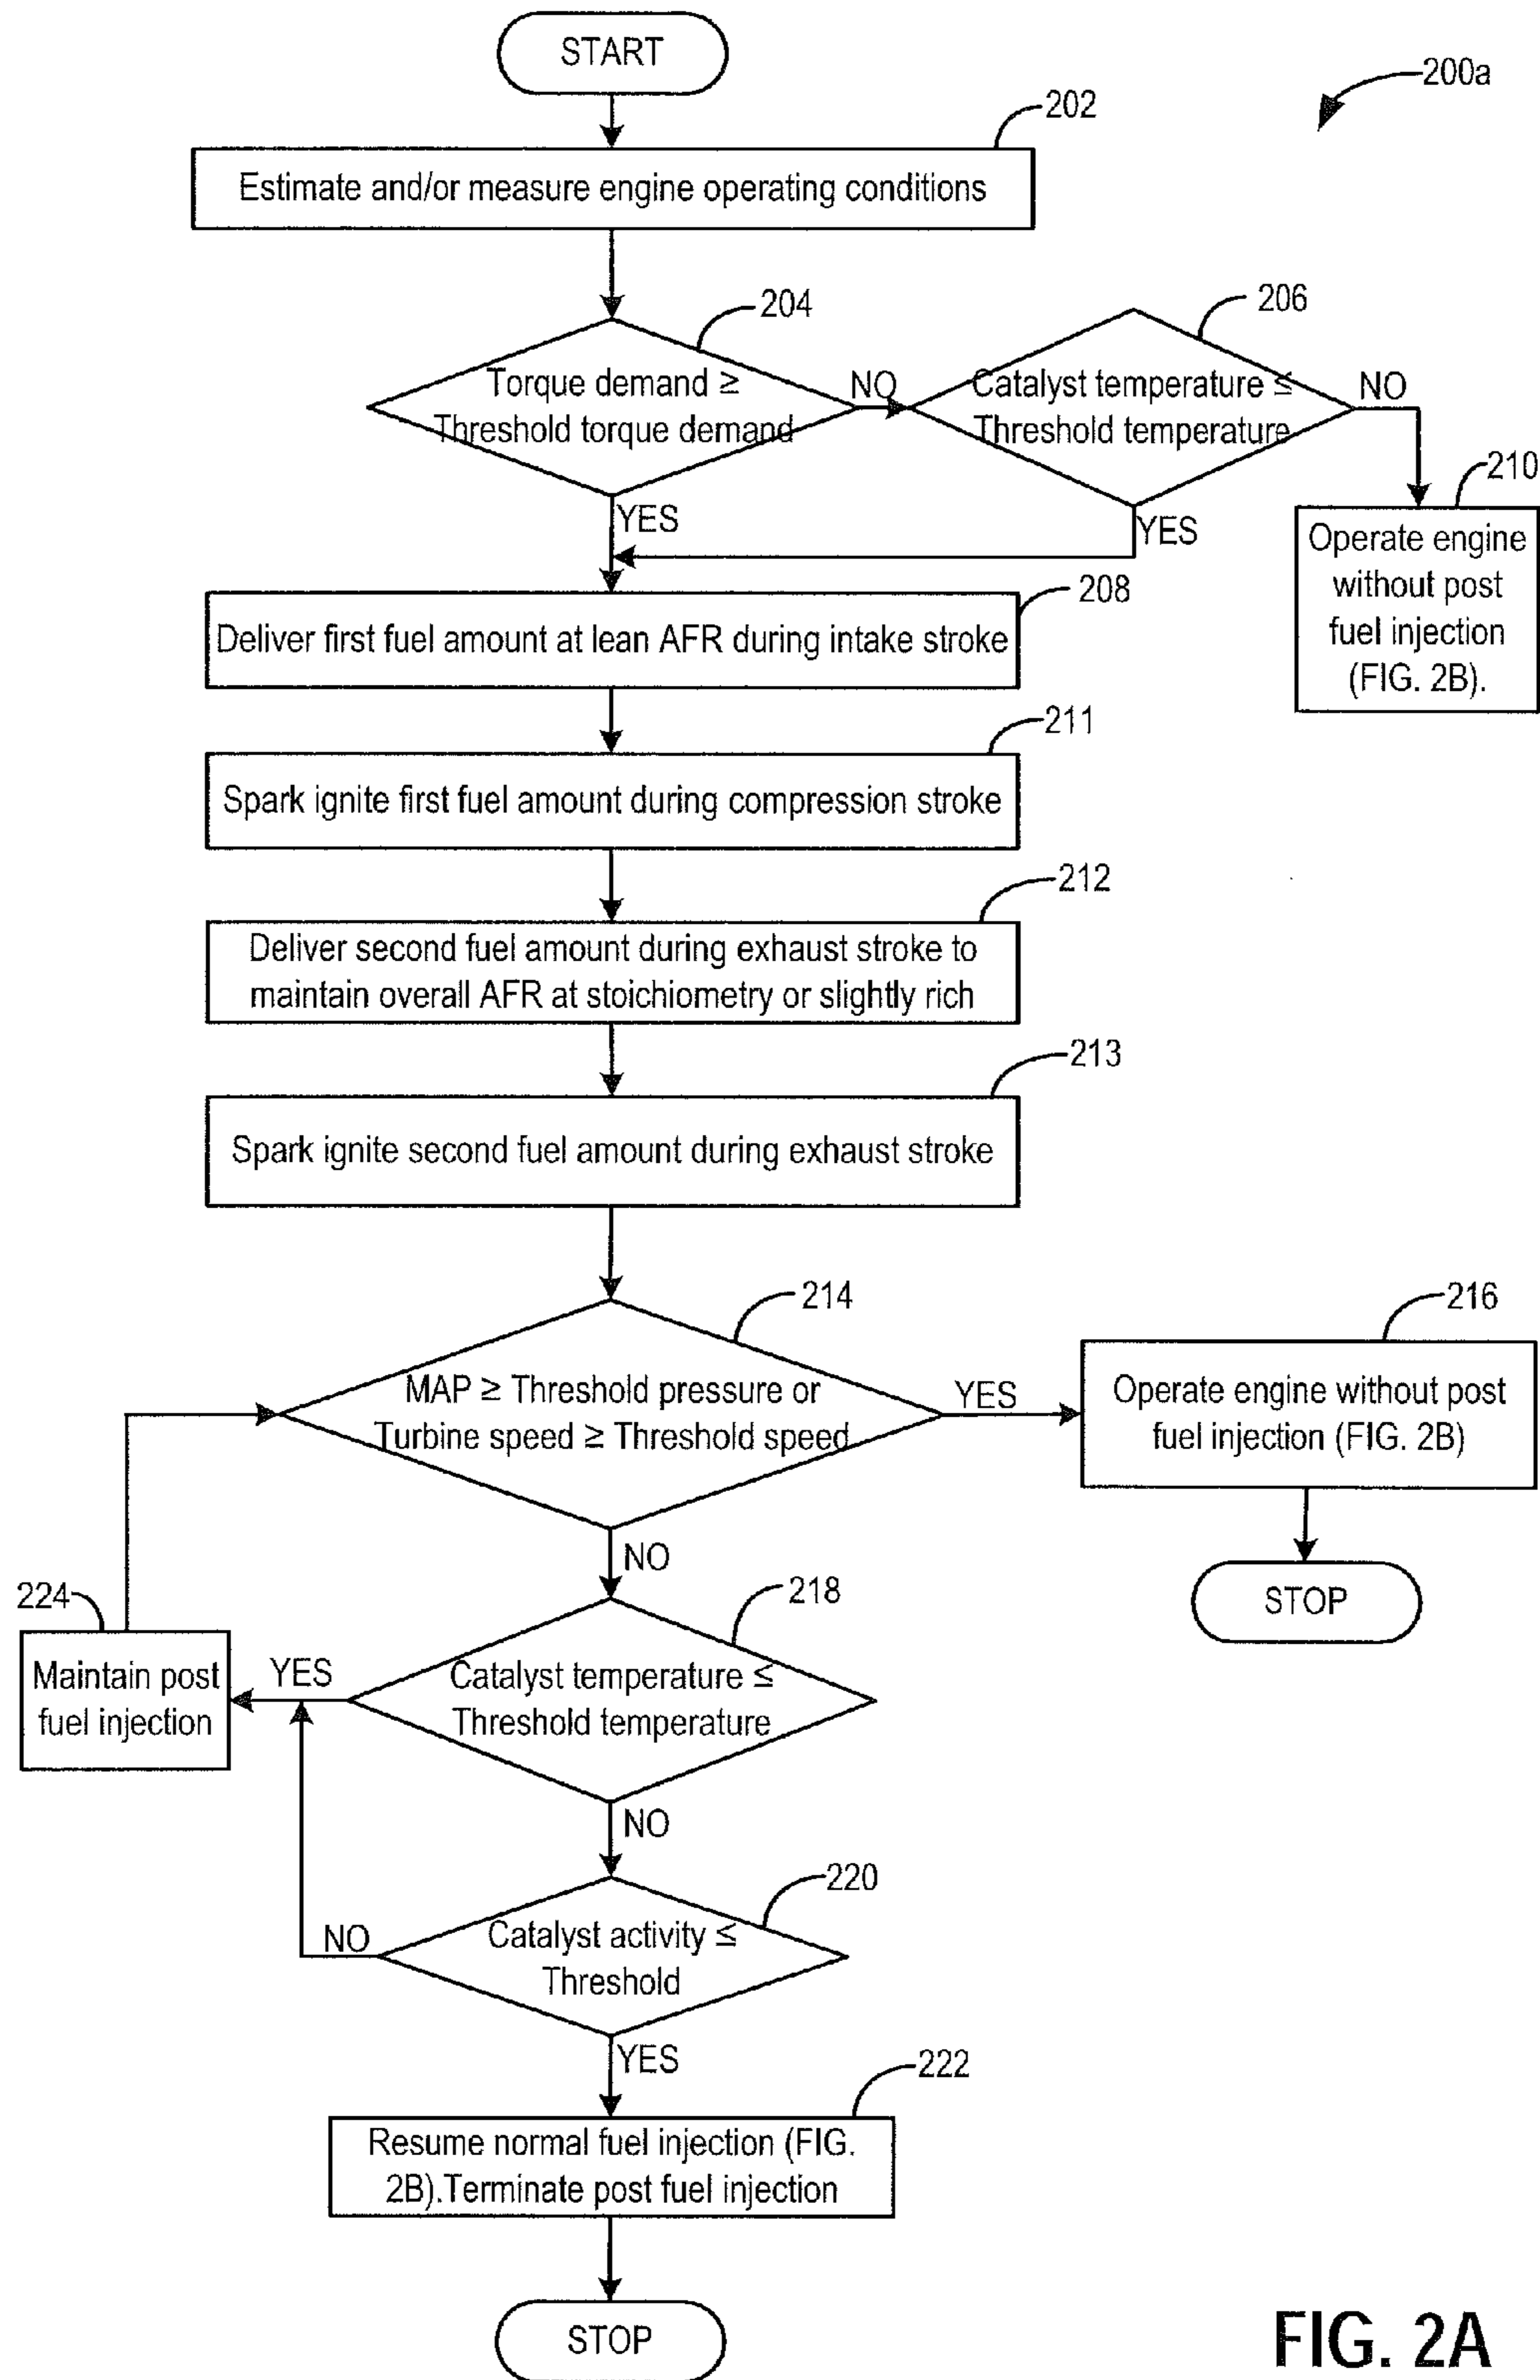 START
200a
202
Estimate and/or measure engine operating conditions
204
206
Torque demand ≥
Threshold torque demand
NO
Catalyst temperature ≤
Threshold temperature
NO
YES
YES
210
Operate engine
without post
fuel injection
(FIG. 2B).
208
Deliver first fuel amount at lean AFR during intake stroke
211
Spark ignite first fuel amount during compression stroke
212
Deliver second fuel amount during exhaust stroke to
maintain overall AFR at stoichiometry or slightly rich
213
Spark ignite second fuel amount during exhaust stroke
214
MAP ≥ Threshold pressure or
Turbine speed ≥ Threshold speed
YES
216
Operate engine without post
fuel injection (FIG. 2B)
STOP
NO
218
Catalyst temperature ≤
Threshold temperature
YES
224
Maintain post
fuel injection
NO
220
Catalyst activity ≤
Threshold
NO
YES
222
Resume normal fuel injection (FIG.
2B).Terminate post fuel injection
STOP
FIG. 2A